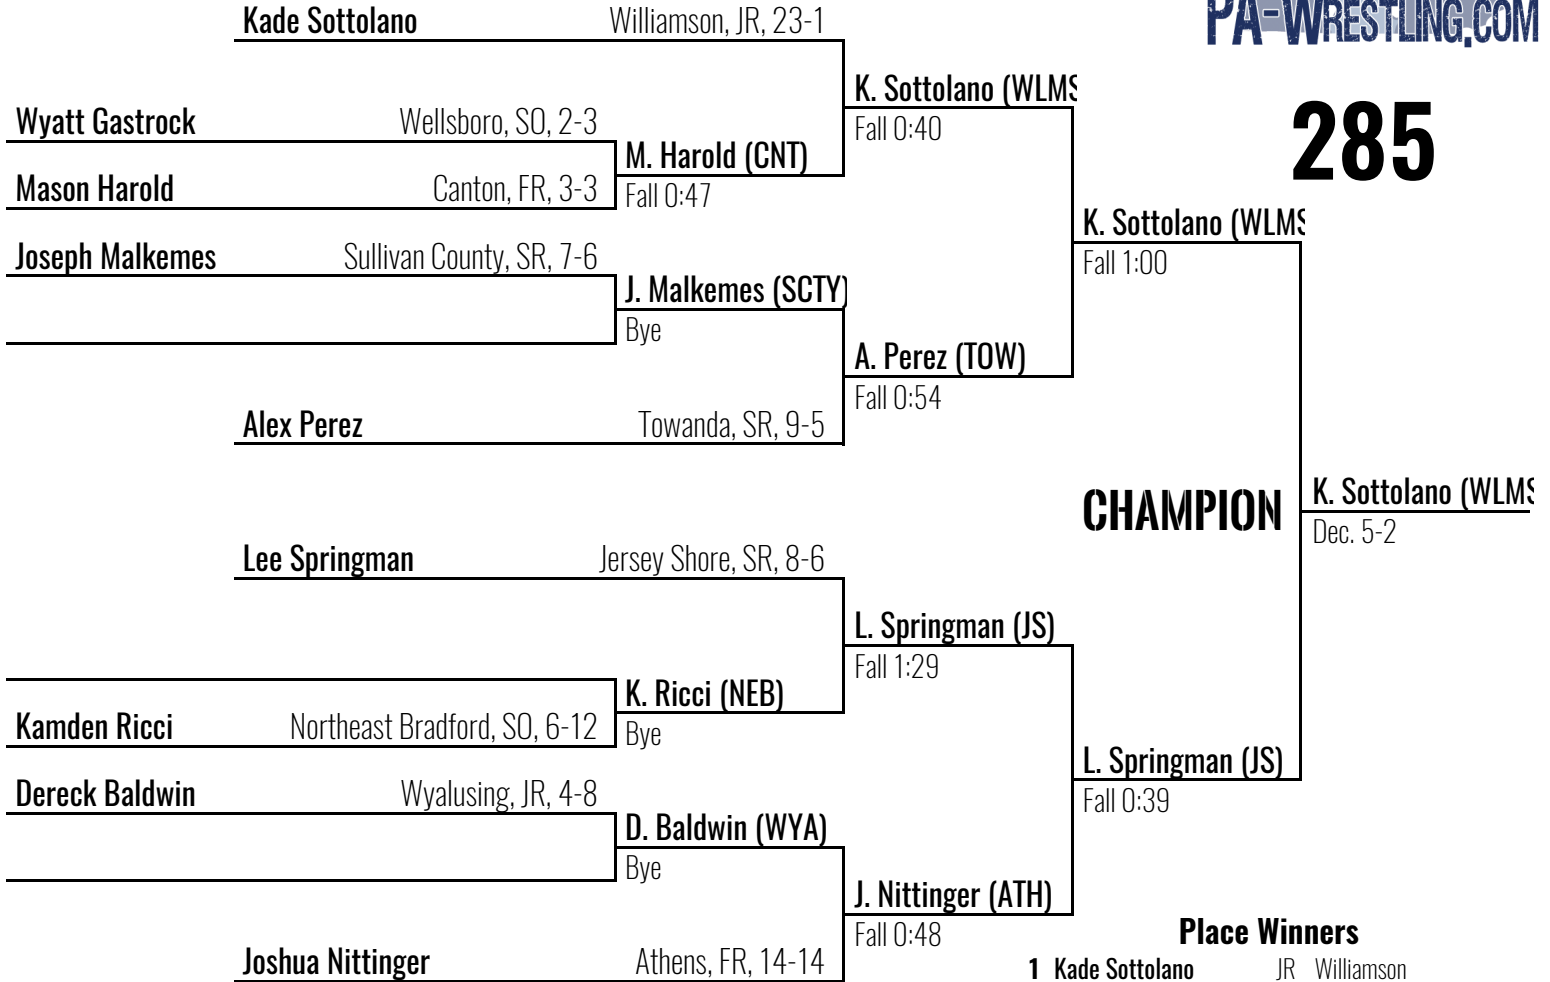 PA-WRESTLING.COM
285
Kade Sottolano Williamson, JR, 23-1
K. Sottolano (WLMS
Fall 0:40
Wyatt Gastrock Wellsboro, SO, 2-3
M. Harold (CNT)
Fall 0:47
Mason Harold Canton, FR, 3-3
K. Sottolano (WLMS
Fall 1:00
Joseph Malkemes Sullivan County, SR, 7-6
J. Malkemes (SCTY)
Bye
A. Perez (TOW)
Fall 0:54
Alex Perez Towanda, SR, 9-5
CHAMPION
K. Sottolano (WLMS
Dec. 5-2
Lee Springman Jersey Shore, SR, 8-6
L. Springman (JS)
Fall 1:29
K. Ricci (NEB)
Bye
Kamden Ricci Northeast Bradford, SO, 6-12
L. Springman (JS)
Fall 0:39
Dereck Baldwin Wyalusing, JR, 4-8
D. Baldwin (WYA)
Bye
J. Nittinger (ATH)
Fall 0:48
Joshua Nittinger Athens, FR, 14-14
Place Winners
1 Kade Sottolano JR Williamson